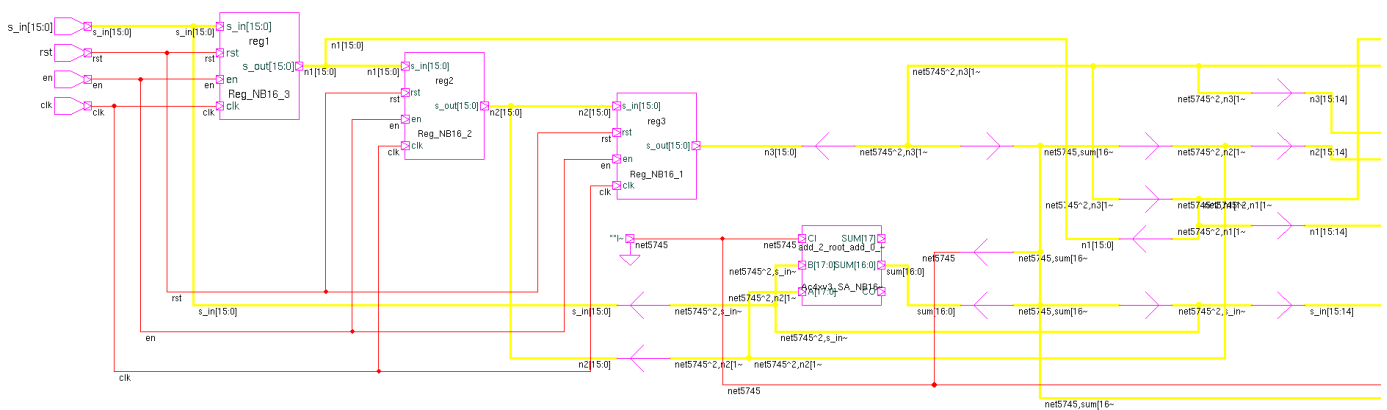 s_in[15:0]
s_in[15:0]
s_in[15:0]
s_in[15:0]
reg1
rst
rst
rst
rst
s_out[15:0]
n1[15:0]
n1[15:0]
en
en
en
en
Reg_NB16_3
clk
clk
clk
clk
n1[15:0]
s_in[15:0]
reg2
rst
rst
s_out[15:0]
n2[15:0]
en
en
Reg_NB16_2
clk
clk
n2[15:0]
s_in[15:0]
reg3
rst
rst
s_out[15:0]
en
Reg_NB16_1
clk
clk
n3[15:0]
net5745^2,n3[1~
net5745^2,n3[1~
net5745^2,n3[1~
n3[15:14]
net5745,sum[16~
net5745^2,n2[1~
n2[15:14]
net5745^2,n3[1~
net5745^2,n1[1~
net5745^2,n1[1~
n1[15:14]
n1[15:0]
net5745
net5745
CI
SUM[17]
add_2_root_add_0_~
net5745
net5745,sum[16~
net5745^2,s_in~
B[17:0]
SUM[16:0]
sum[16:0]
net5745^2,n2[1~
A[17:0]
CO
rst
s_in[15:0]
s_in[15:0]
net5745^2,s_in~
sum[16:0]
net5745,sum[16~
net5745^2,s_in~
s_in[15:14]
en
net5745^2,s_in~
n2[15:0]
net5745^2,n2[1~
net5745^2,n2[1~
clk
net5745
net5745,sum[16~